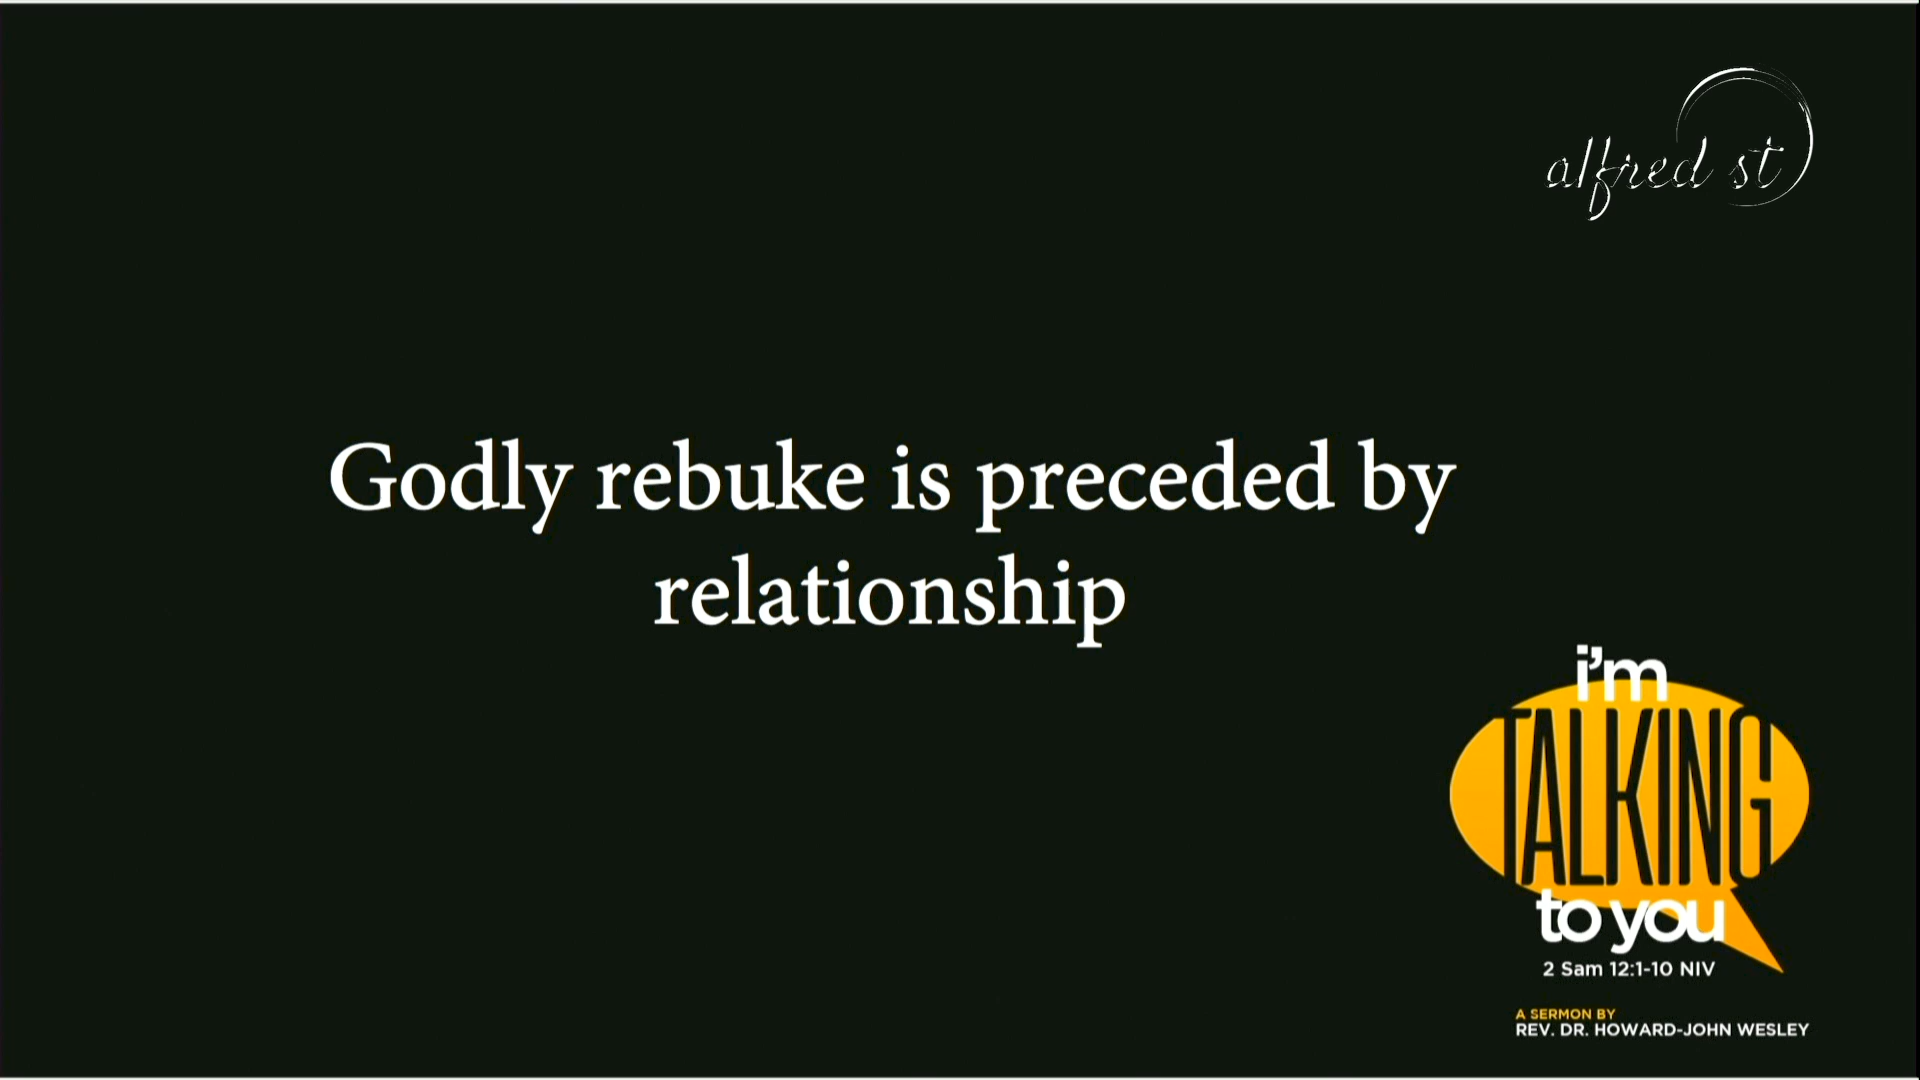 alfred st
Godly rebuke is preceded by
relationship
i'm
TALKING
to you
2 Sam 12:1-10 NIV
A SERMON BY
REV. DR. HOWARD-JOHN WESLEY